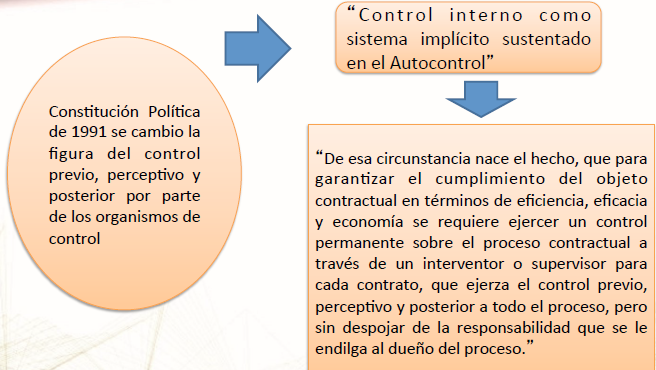 “Control interno como
sistema implícito sustentado
en el Autocontrol”
Constitución Política
de 1991 se cambio la
figura del control
previo, perceptivo y
posterior por parte
de los organismos de
control
“De esa circunstancia nace el hecho, que para
garantizar el cumplimiento del objeto
contractual en términos de eficiencia, eficacia
y economía se requiere ejercer un control
permanente sobre el proceso contractual a
través de un interventor o supervisor para
cada contrato, que ejerza el control previo,
perceptivo y posterior a todo el proceso, pero
sin despojar de la responsabilidad que se le
endilga al dueño del proceso.”